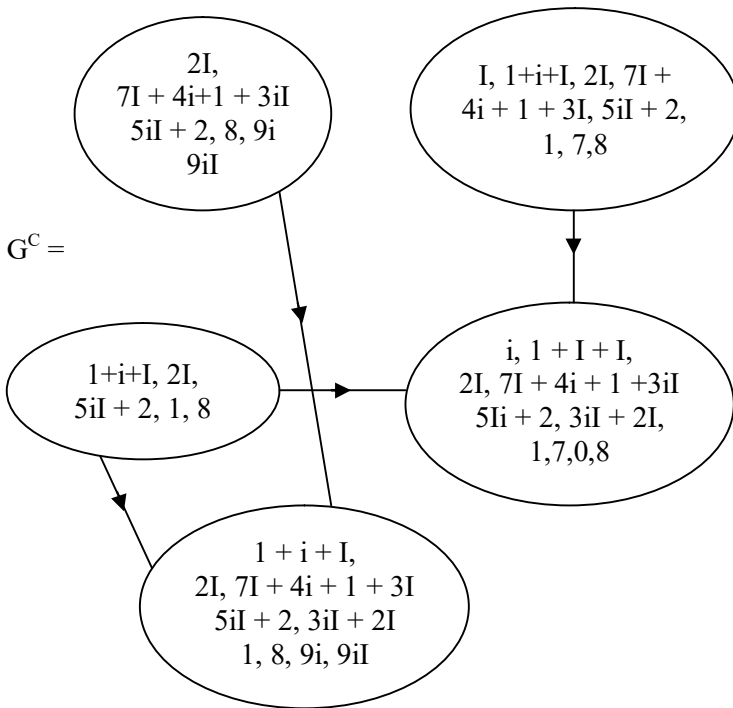 2I,
7I + 4i+1 + 3iI
5iI + 2, 8, 9i
9iI
I, 1+i+I, 2I, 7I +
4i + 1 + 3I, 5iI + 2,
1, 7,8
G^C =
1+i+I, 2I,
5iI + 2, 1, 8
i, 1 + I + I,
2I, 7I + 4i + 1 +3iI
5Ii + 2, 3iI + 2I,
1,7,0,8
1 + i + I,
2I, 7I + 4i + 1 + 3I
5iI + 2, 3iI + 2I
1, 8, 9i, 9iI